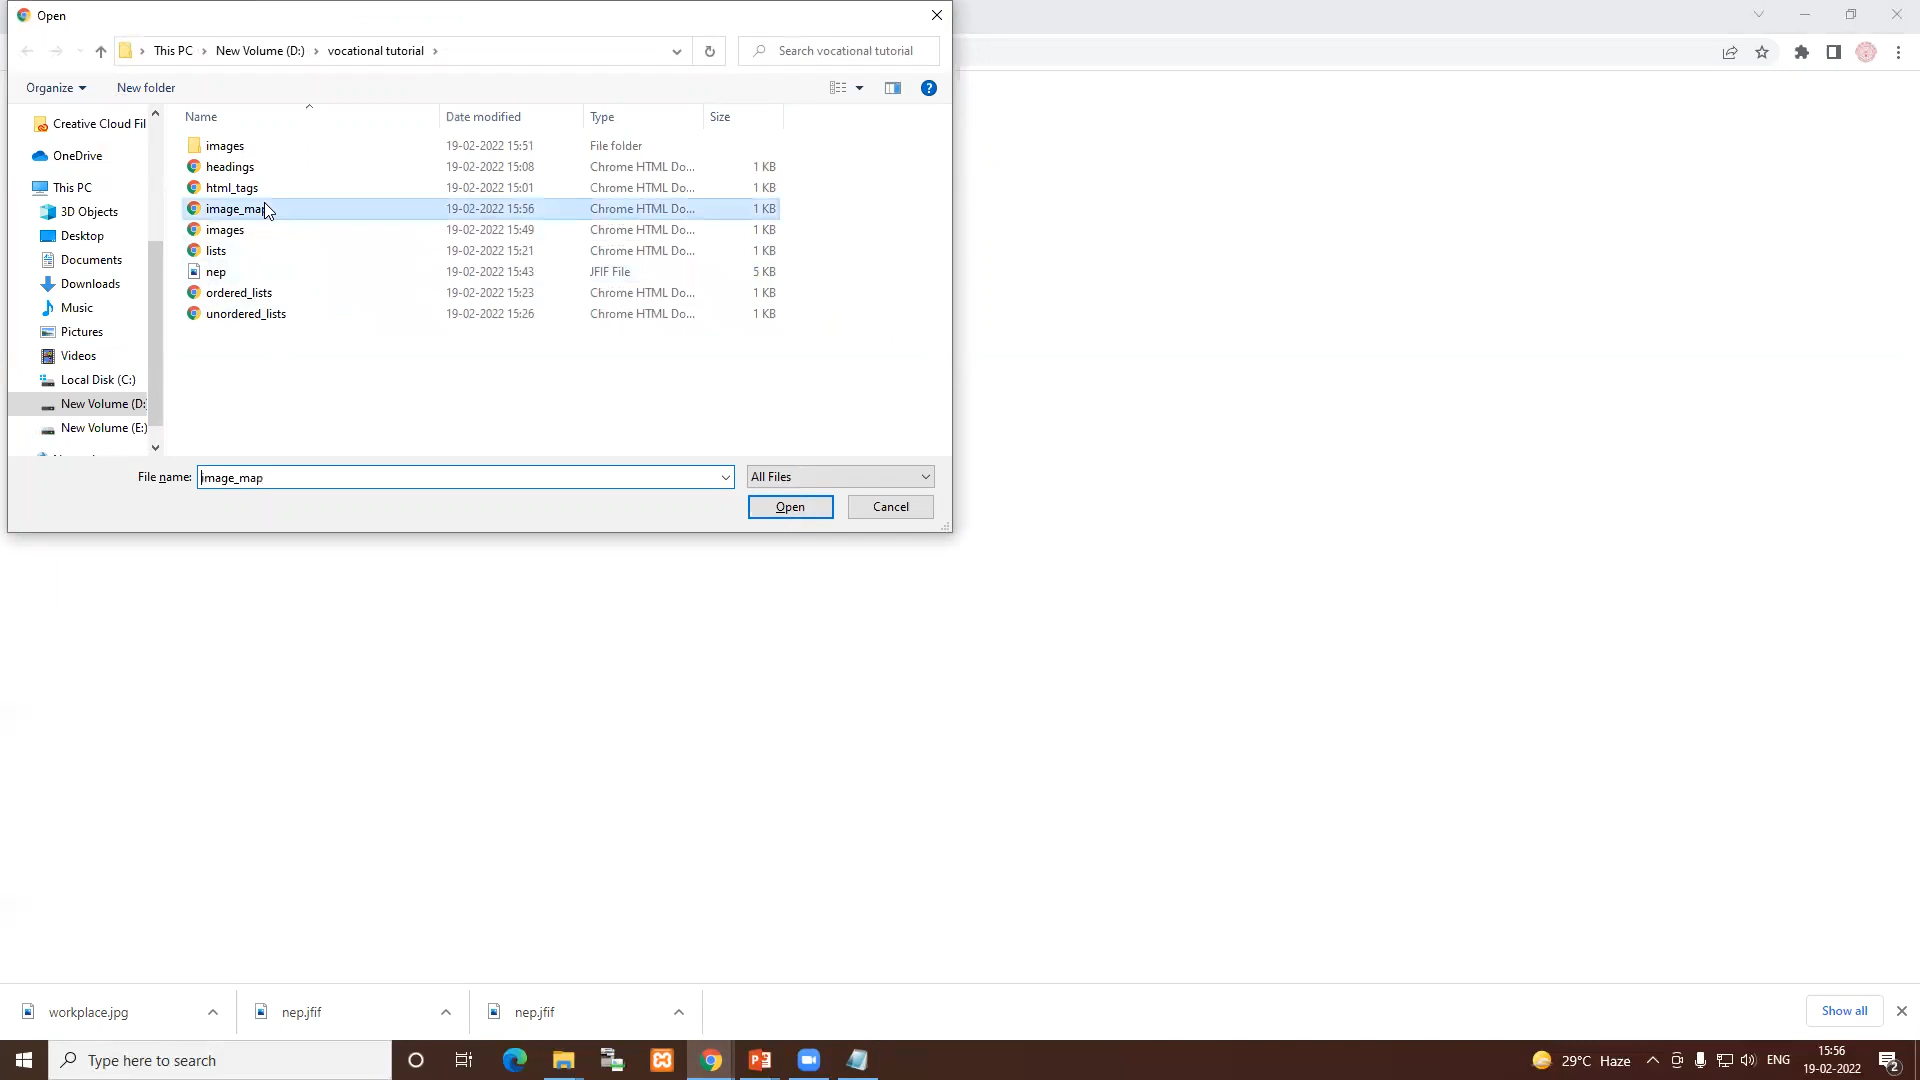 Open
This PC > New Volume (D:) > vocational tutorial >
Search vocational tutorial
Organize
New folder
Name Date modified Type Size
Creative Cloud Fil
OneDrive
This PC
3D Objects
Desktop
Documents
Downloads
Music
Pictures
Videos
Local Disk (C:)
New Volume (D:
New Volume (E:)
images 19-02-2022 15:51 File folder
headings 19-02-2022 15:08 Chrome HTML Do... 1 KB
html_tags 19-02-2022 15:01 Chrome HTML Do... 1 KB
image_map 19-02-2022 15:56 Chrome HTML Do... 1 KB
images 19-02-2022 15:49 Chrome HTML Do... 1 KB
lists 19-02-2022 15:21 Chrome HTML Do... 1 KB
nep 19-02-2022 15:43 JFIF File 5 KB
ordered_lists 19-02-2022 15:23 Chrome HTML Do... 1 KB
unordered_lists 19-02-2022 15:26 Chrome HTML Do... 1 KB
File name: image_map All Files
Open Cancel
workplace.jpg nep.jfif nep.jfif Show all
Type here to search
29°C Haze ENG
15:56
19-02-2022
2